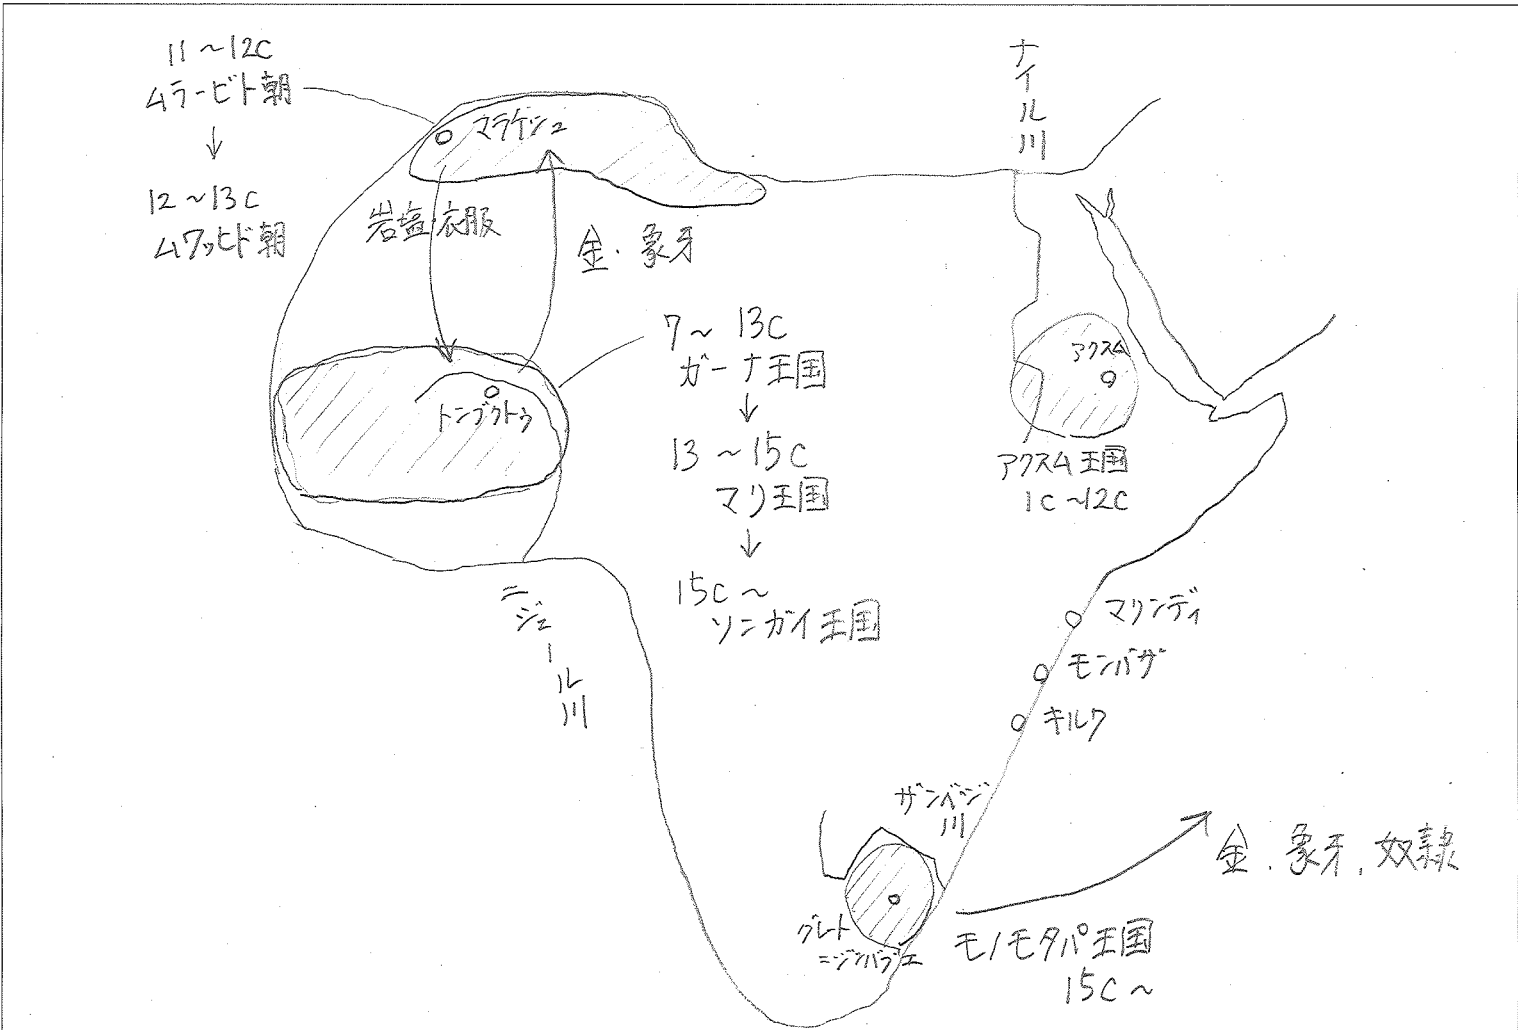 11～12C
ムラービト朝
↓
12～13C
ムワッヒド朝
マラケシュ
岩塩・衣服
金・象牙
ナイル川
トンブクトゥ
7～13C
ガーナ王国
↓
13～15C
マリ王国
↓
15C～
ソンガイ王国
ニジェール川
アクスム
アクスム王国
1C～12C
マリンディ
モンバサ
キルワ
ザンベジ
川
グレート
=ジンバブエ
モノモタパ王国
15C～
金・象牙・奴隷